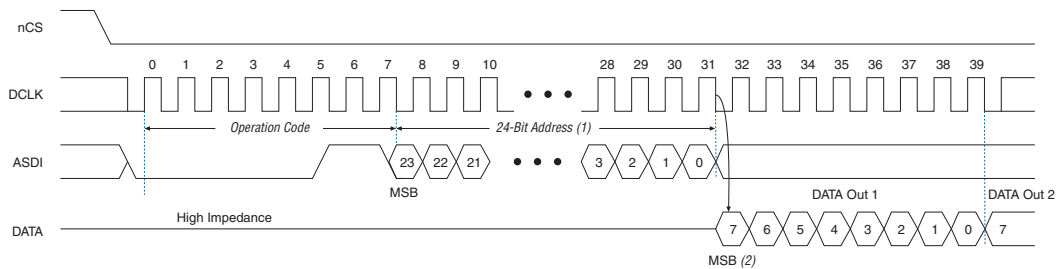 nCS
0 1 2 3 4 5 6 7 8 9 10 28 29 30 31 32 33 34 35 36 37 38 39
DCLK
Operation Code 24-Bit Address (1)
ASDI 23 22 21 3 2 1 0
MSB
DATA Out 1 DATA Out 2
High Impedance
DATA 7 6 5 4 3 2 1 0 7
MSB (2)